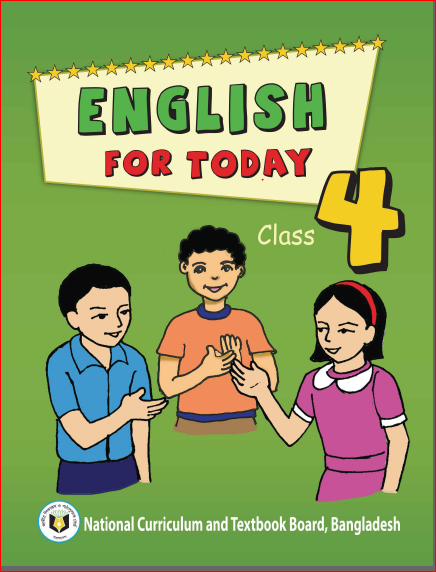 ENGLISH
FOR TODAY
Class 4
National Curriculum and Textbook Board, Bangladesh